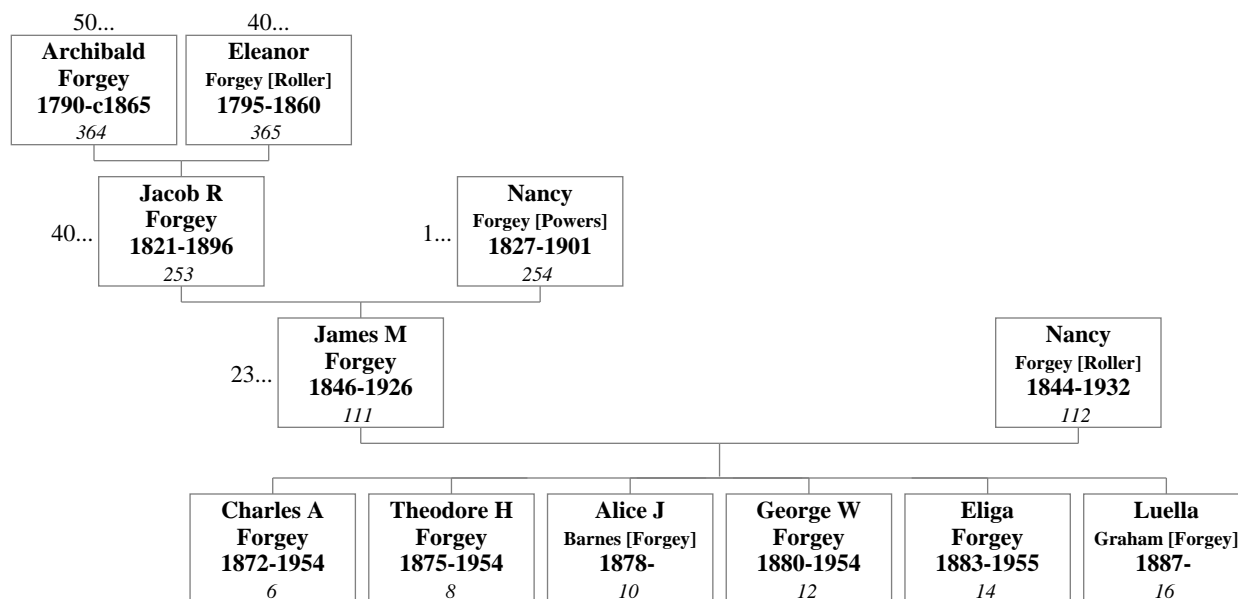 50...
40...
Archibald
Forgey
1790-c1865
364
Eleanor
Forgey [Roller]
1795-1860
365
40...
Jacob R
Forgey
1821-1896
253
1...
Nancy
Forgey [Powers]
1827-1901
254
23...
James M
Forgey
1846-1926
111
Nancy
Forgey [Roller]
1844-1932
112
Charles A
Forgey
1872-1954
6
Theodore H
Forgey
1875-1954
8
Alice J
Barnes [Forgey]
1878-
10
George W
Forgey
1880-1954
12
Eliga
Forgey
1883-1955
14
Luella
Graham [Forgey]
1887-
16